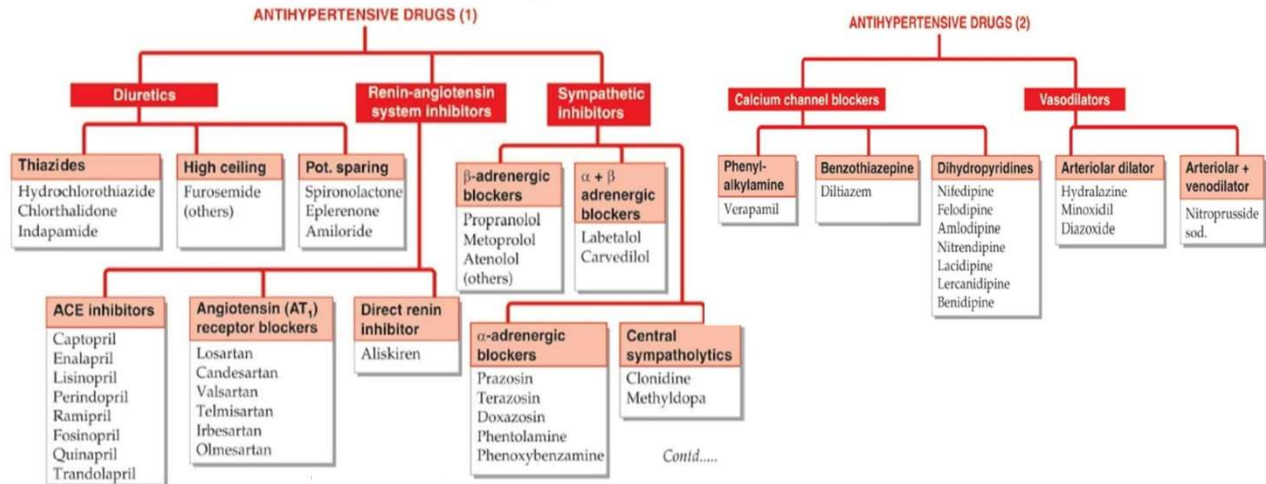 ANTIHYPERTENSIVE DRUGS (1)
Diuretics
Renin-angiotensin
system inhibitors
Sympathetic
inhibitors
Thiazides
Hydrochlorothiazide
Chlorthalidone
Indapamide
High ceiling
Furosemide
(others)
Pot. sparing
Spironolactone
Eplerenone
Amiloride
β-adrenergic
blockers
Propranolol
Metoprolol
Atenolol
(others)
α + β
adrenergic
blockers
Labetalol
Carvedilol
ACE inhibitors
Captopril
Enalapril
Lisinopril
Perindopril
Ramipril
Fosinopril
Quinapril
Trandolapril
Angiotensin (AT₁)
receptor blockers
Losartan
Candesartan
Valsartan
Telmisartan
Irbesartan
Olmesartan
Direct renin
inhibitor
Aliskiren
α-adrenergic
blockers
Prazosin
Terazosin
Doxazosin
Phentolamine
Phenoxybenzamine
Central
sympatholytics
Clonidine
Methyldopa
Contd.....
ANTIHYPERTENSIVE DRUGS (2)
Calcium channel blockers
Vasodilators
Phenyl-
alkylamine
Verapamil
Benzothiazepine
Diltiazem
Dihydropyridines
Nifedipine
Felodipine
Amlodipine
Nitrendipine
Lacidipine
Lercanidipine
Benidipine
Arteriolar dilator
Hydralazine
Minoxidil
Diazoxide
Arteriolar +
venodilator
Nitroprusside
sod.